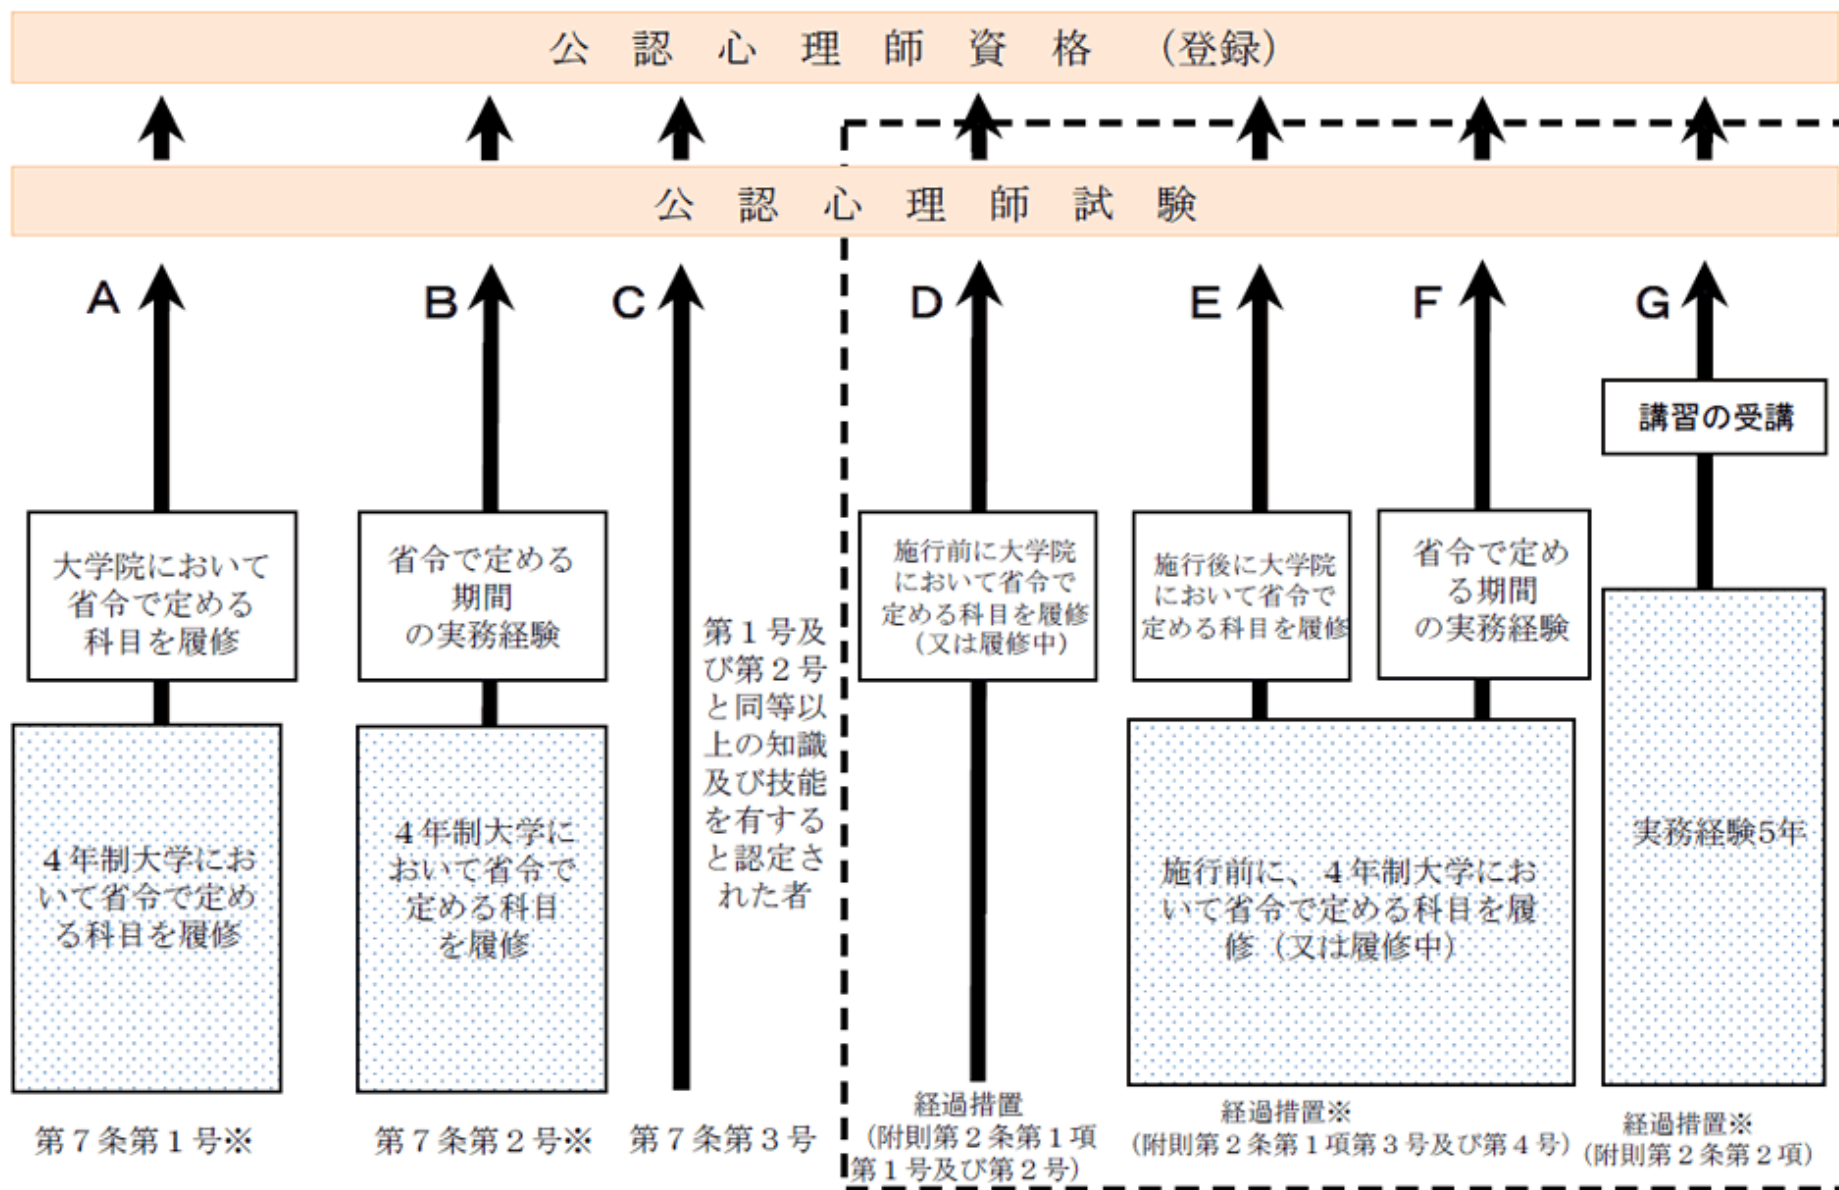 公認心理師資格（登録）
公認心理師試験
A
B
C
D
E
F
G
講習の受講
大学院において
省令で定める
科目を履修
省令で定める
期間
の実務経験
第１号及
び第２号
と同等以
上の知識
及び技能
を有する
と認定さ
れた者
施行前に大学院
において省令で
定める科目を履修
（又は履修中）
施行後に大学院
において省令で
定める科目を履修
省令で定め
る期間
の実務経験
４年制大学にお
いて省令で定め
る科目を履修
４年制大学に
おいて省令で
定める科目
を履修
施行前に、４年制大学にお
いて省令で定める科目を履
修（又は履修中）
実務経験5年
第７条第１号※
第７条第２号※
第７条第３号
経過措置
（附則第２条第１項
第１号及び第２号）
経過措置※
（附則第２条第１項第３号及び第４号）
経過措置※
（附則第２条第２項）